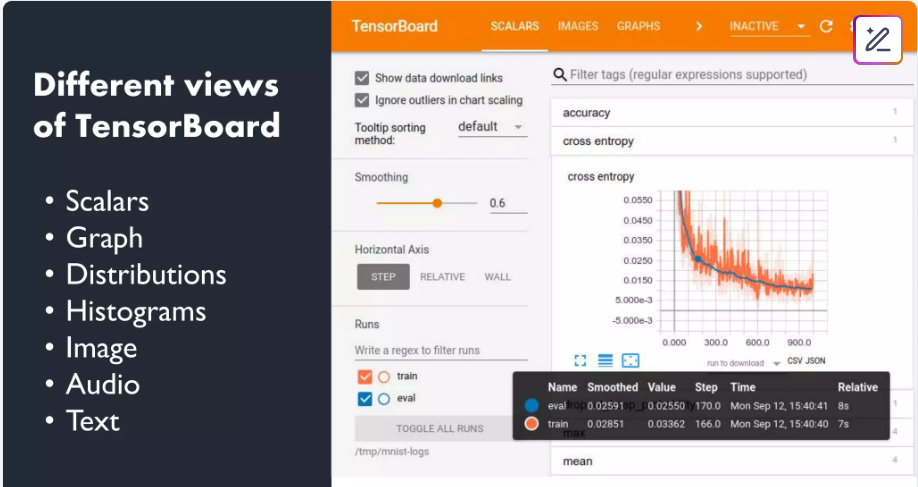 Different views
of TensorBoard
• Scalars
• Graph
• Distributions
• Histograms
• Image
• Audio
• Text
TensorBoard SCALARS IMAGES GRAPHS INACTIVE
Show data download links
Ignore outliers in chart scaling
Tooltip sorting
method: default
Smoothing
0.6
Horizontal Axis
STEP RELATIVE WALL
Runs
Write a regex to filter runs
train
eval
TOGGLE ALL RUNS
/tmp/mnist-logs
Filter tags (regular expressions supported)
accuracy 1
cross entropy 1
cross entropy
0.0550
0.0450
0.0350
0.0250
0.0150
5.000e-3
-5.000e-3
0.000 300.0 600.0 900.0
run to download CSV JSON
Name Smoothed Value Step Time Relative
eval 0.02591 0.02550 170.0 Mon Sep 12, 15:40:41 8s
train 0.02851 0.03362 166.0 Mon Sep 12, 15:40:40 7s
1
max 4
mean 4